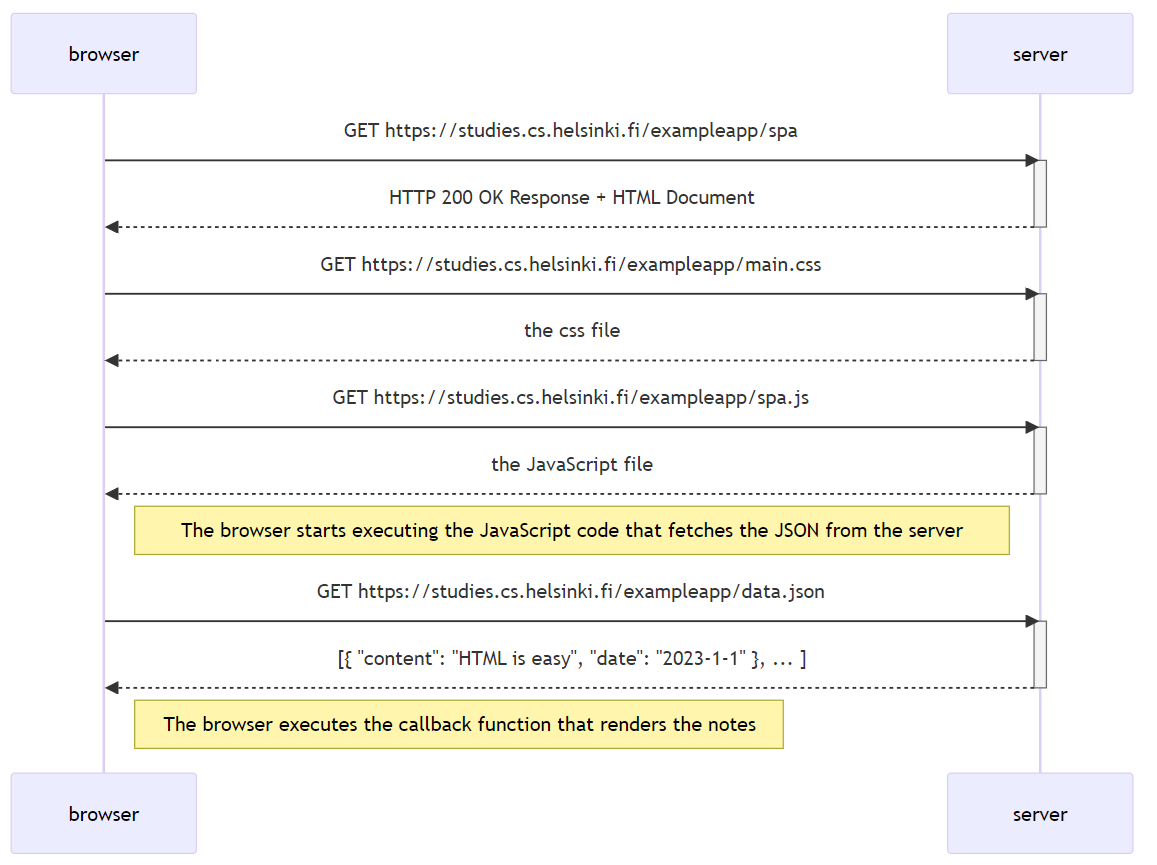 browser
server
GET https://studies.cs.helsinki.fi/exampleapp/spa
HTTP 200 OK Response + HTML Document
GET https://studies.cs.helsinki.fi/exampleapp/main.css
the css file
GET https://studies.cs.helsinki.fi/exampleapp/spa.js
the JavaScript file
The browser starts executing the JavaScript code that fetches the JSON from the server
GET https://studies.cs.helsinki.fi/exampleapp/data.json
[{ "content": "HTML is easy", "date": "2023-1-1" }, ... ]
The browser executes the callback function that renders the notes
browser
server